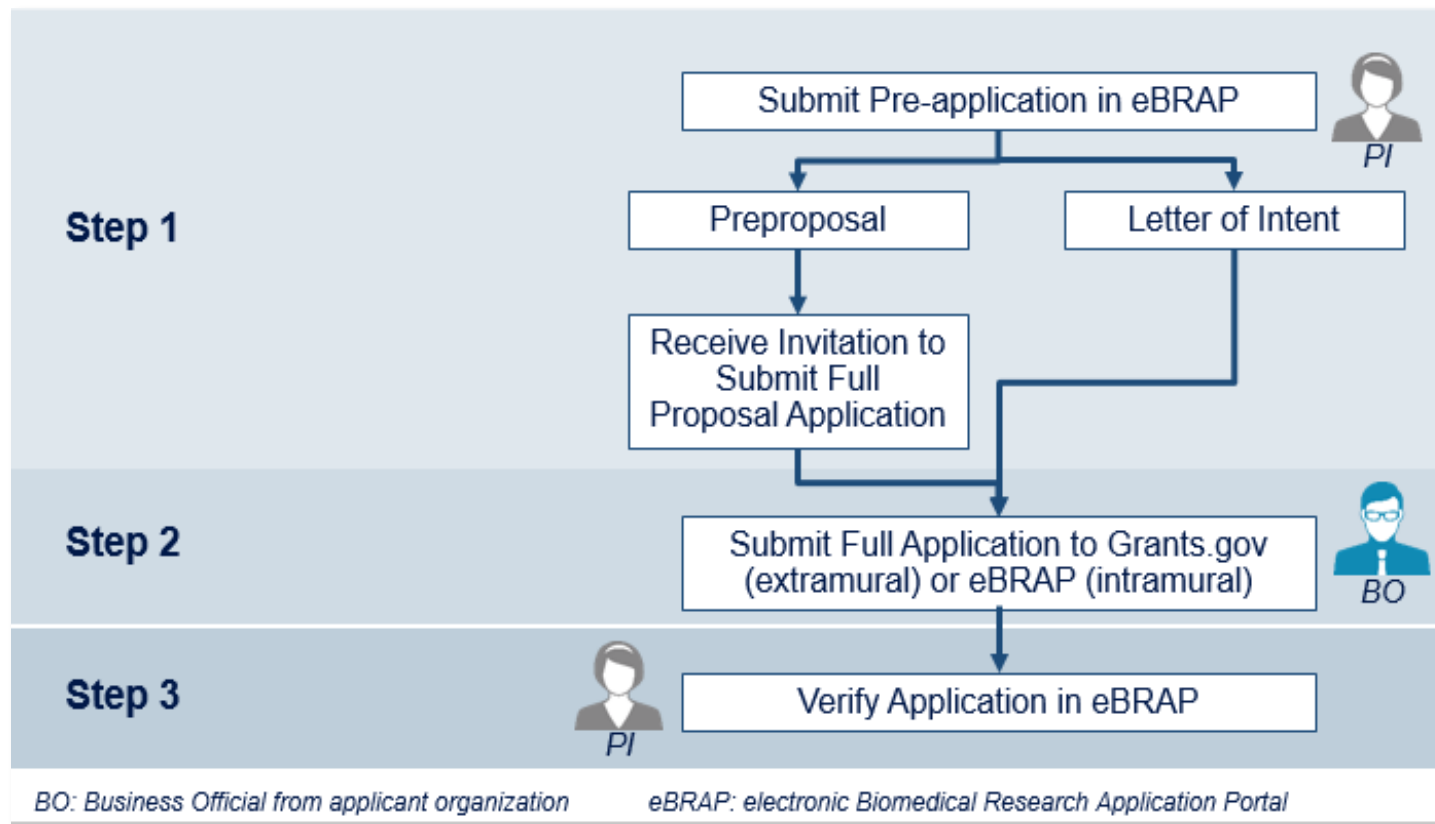 Submit Pre-application in eBRAP
PI
Step 1
Preproposal
Letter of Intent
Receive Invitation to
Submit Full
Proposal Application
Step 2
Submit Full Application to Grants.gov
(extramural) or eBRAP (intramural)
BO
Step 3
PI
Verify Application in eBRAP
BO: Business Official from applicant organization
eBRAP: electronic Biomedical Research Application Portal